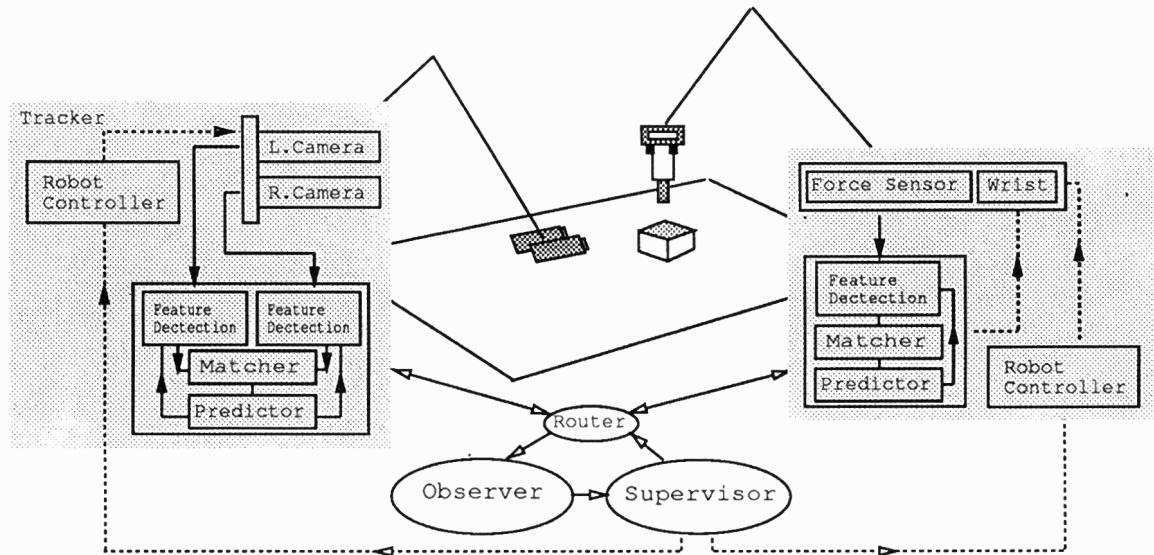 Tracker
L.Camera
Robot
Controller
R.Camera
Feature
Dectection
Feature
Dectection
Matcher
Predictor
Force Sensor
Wrist
Feature
Dectection
Matcher
Predictor
Robot
Controller
Router
Observer
Supervisor